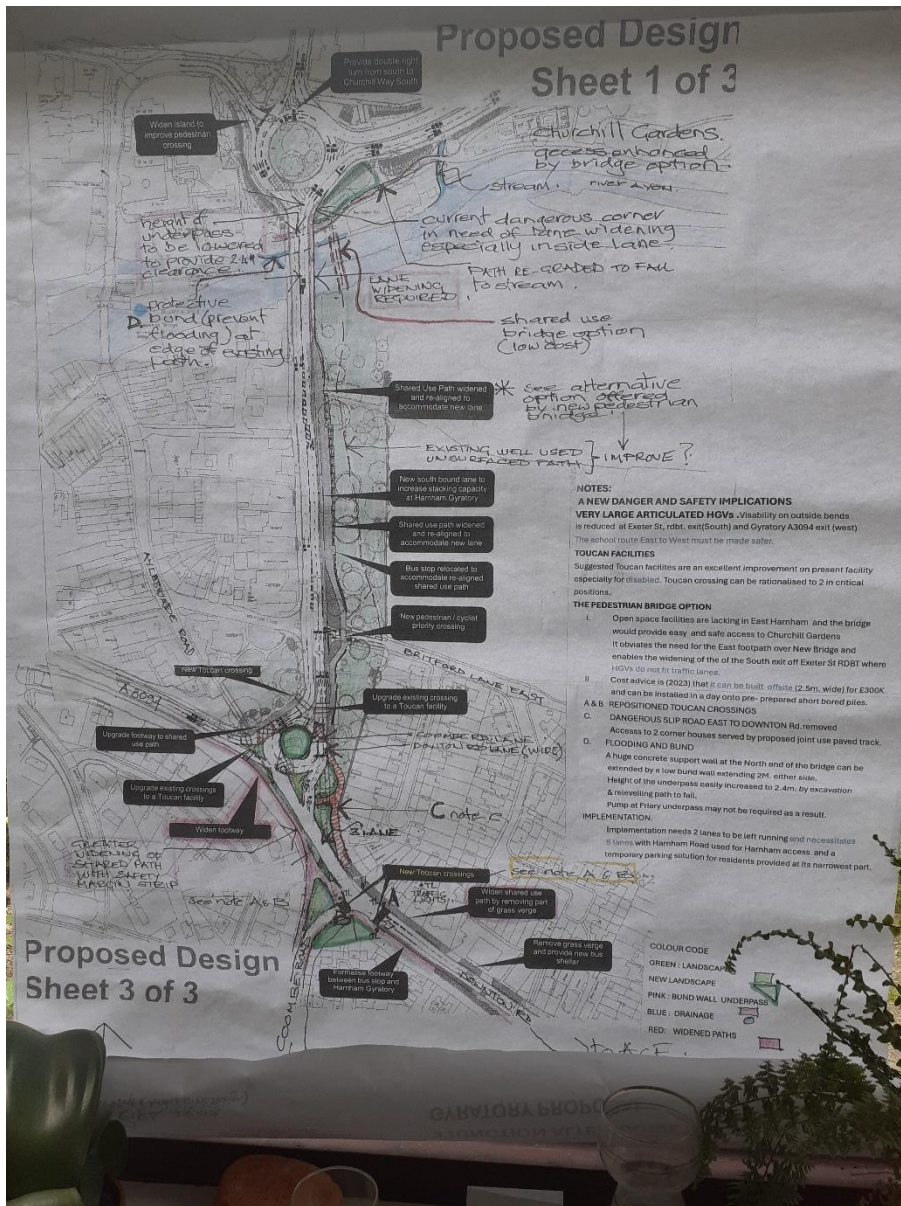 Proposed Design
Sheet 1 of 3
Provide double right
turn from south to
Churchill Way South
Widen island to
improve pedestrian
crossing
Churchill Gardens.
access enhanced
by bridge option.
stream. river Avon.
height of
underpass
to be lowered
to provide 2.4M
clearance.
current dangerous corner
in need of lane widening
especially inside lane.
PATH RE-GRADED TO FALL
to stream.
LANE
WIDENING
REQUIRED.
protective
D. bund (prevent
flooding) at
edge of existing
path.
shared use
bridge option
(low cost)
Shared Use Path widened
and re-aligned to
accommodate new lane
* see alternative
option offered
by new pedestrian
bridge.
EXISTING WELL USED
UNSURFACED PATH } IMPROVE?
New south bound lane to
increase stacking capacity
at Harnham Gyratory
Shared use path widened
and re-aligned to
accommodate new lane
Bus stop relocated to
accommodate re-aligned
shared use path
New pedestrian / cyclist
priority crossing
NOTES:
A NEW DANGER AND SAFETY IMPLICATIONS
VERY LARGE ARTICULATED HGVs .Visability on outside bends
is reduced at Exeter St, rdbt. exit(South) and Gyratory A3094 exit (west)
The school route East to West must be made safer.
TOUCAN FACILITIES
Suggested Toucan facilites are an excellent improvement on present facility
especially for disabled. Toucan crossing can be rationalised to 2 in critical
positions.
THE PEDESTRIAN BRIDGE OPTION
I. Open space facilities are lacking in East Harnham and the bridge
would provide easy and safe access to Churchill Gardens
It obviates the need for the East footpath over New Bridge and
enables the widening of the of the South exit off Exeter St RDBT where
HGVs do not fit traffic lanes.
II Cost advice is (2023) that it can be built offsite (2.5m. wide) for £300K
and can be installed in a day onto pre- prepared short bored piles.
A & B REPOSITIONED TOUCAN CROSSINGS
C. DANGEROUS SLIP ROAD EAST TO DOWNTON Rd.removed
Accesss to 2 corner houses served by proposed joint use paved track.
D. FLOODING AND BUND
A huge concrete support wall at the North end of the bridge can be
extended by a low bund wall extending 2M. either side.
Height of the underpass easily increased to 2.4m. by excavation
& relevelling path to fall.
Pump at Friary underpass may not be required as a result.
IMPLEMENTATION.
Implementation needs 2 lanes to be left running and necessitates
5 lanes with Harnham Road used for Harnham access and a
temporary parking solution for residents provided at its narrowest part.
AYLESWADE ROAD
BRITFORD LANE EAST
New Toucan crossing
A3094
Upgrade existing crossing
to a Toucan facility
Upgrade footway to shared
use path
Upgrade existing crossings
to a Toucan facility
Widen footway
C note C
2 LANE
GREATER
WIDENING OF
SHARED PATH
WITH SAFETY
MARGIN STRIP
see note A & B
New Toucan crossings
see note A & B
A
Widen shared use
path by removing part
of grass verge
Remove grass verge
and provide new bus
shelter
Formalise footway
between bus stop and
Harnham Gyratory
DOWNTON RD
Proposed Design
Sheet 3 of 3
COLOUR CODE
GREEN : LANDSCAPE
NEW LANDSCAPE
PINK : BUND WALL UNDERPASS
BLUE : DRAINAGE
RED: WIDENED PATHS